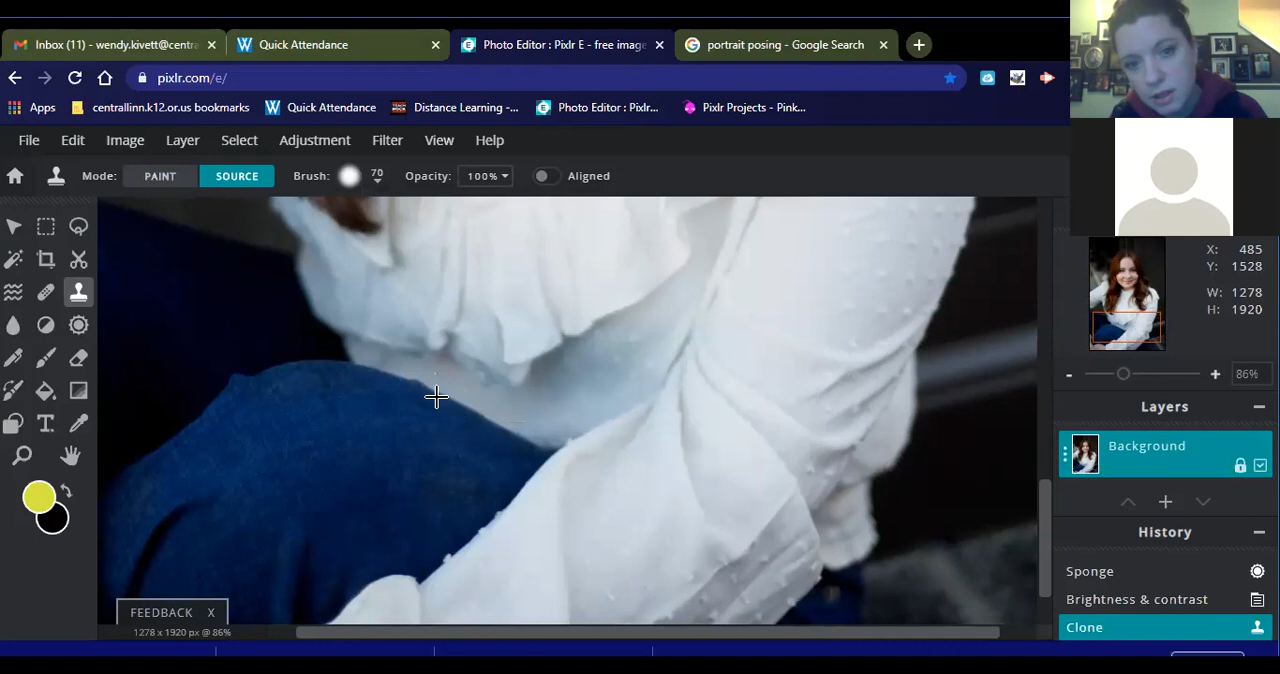 Inbox (11) - wendy.kivett@centra
Quick Attendance
Photo Editor : Pixlr E - free image
portrait posing - Google Search
pixlr.com/e/
Apps
centrallinn.k12.or.us bookmarks
Quick Attendance
Distance Learning -...
Photo Editor : Pixlr...
Pixlr Projects - Pink...
File Edit Image Layer Select Adjustment Filter View Help
Mode: PAINT SOURCE Brush: 70 Opacity: 100% Aligned
X: 485
Y: 1528
W: 1278
H: 1920
86%
Layers
Background
History
Sponge
Brightness & contrast
Clone
FEEDBACK X
1278 x 1920 px @ 86%